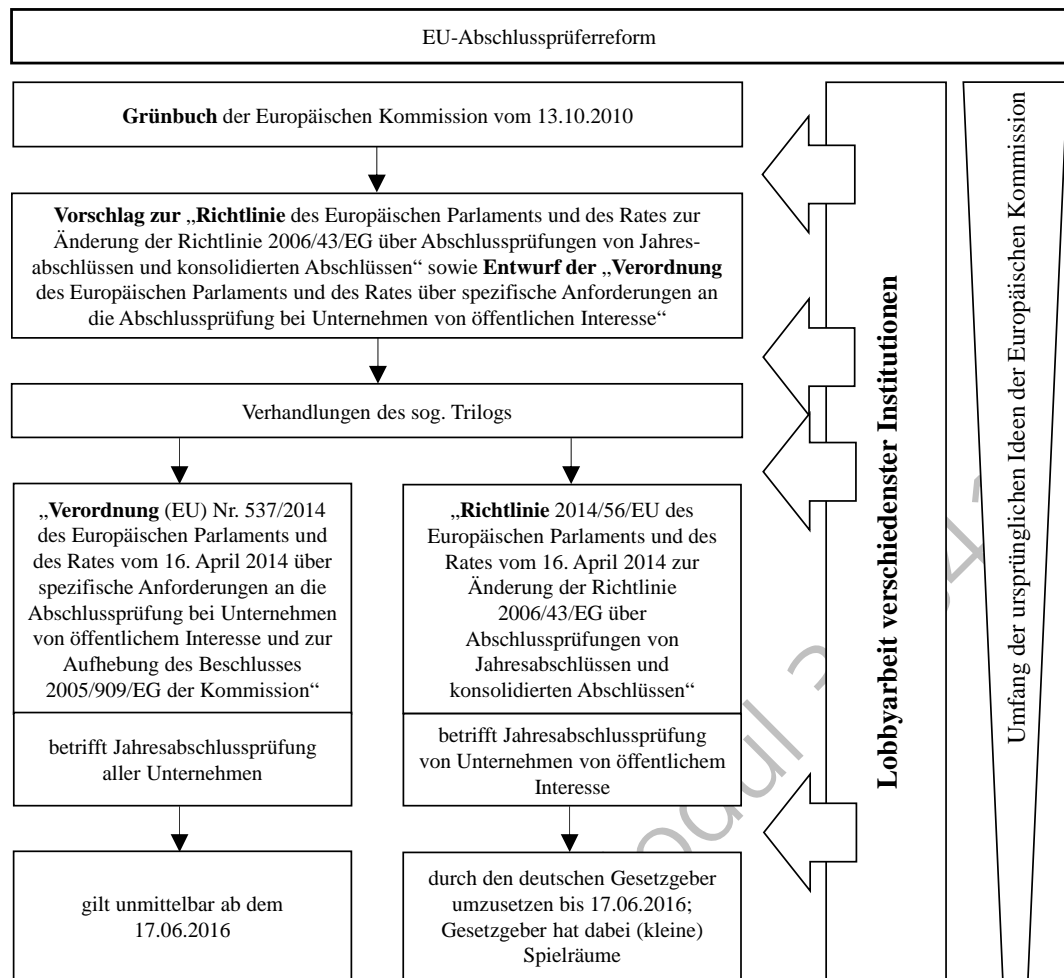 EU-Abschlussprüferreform
Grünbuch der Europäischen Kommission vom 13.10.2010
Vorschlag zur „Richtlinie des Europäischen Parlaments und des Rates zur
Änderung der Richtlinie 2006/43/EG über Abschlussprüfungen von Jahres-
abschlüssen und konsolidierten Abschlüssen“ sowie Entwurf der „Verordnung
des Europäischen Parlaments und des Rates über spezifische Anforderungen an
die Abschlussprüfung bei Unternehmen von öffentlichen Interesse“
Verhandlungen des sog. Trilogs
„Verordnung (EU) Nr. 537/2014
des Europäischen Parlaments und
des Rates vom 16. April 2014 über
spezifische Anforderungen an die
Abschlussprüfung bei Unternehmen
von öffentlichem Interesse und zur
Aufhebung des Beschlusses
2005/909/EG der Kommission“
betrifft Jahresabschlussprüfung
aller Unternehmen
gilt unmittelbar ab dem
17.06.2016
„Richtlinie 2014/56/EU des
Europäischen Parlaments und des
Rates vom 16. April 2014 zur
Änderung der Richtlinie
2006/43/EG über
Abschlussprüfungen von
Jahresabschlüssen und
konsolidierten Abschlüssen“
betrifft Jahresabschlussprüfung
von Unternehmen von öffentlichem
Interesse
durch den deutschen Gesetzgeber
umzusetzen bis 17.06.2016;
Gesetzgeber hat dabei (kleine)
Spielräume
Lobbyarbeit verschiedenster Institutionen
Umfang der ursprünglichen Ideen der Europäischen Kommission